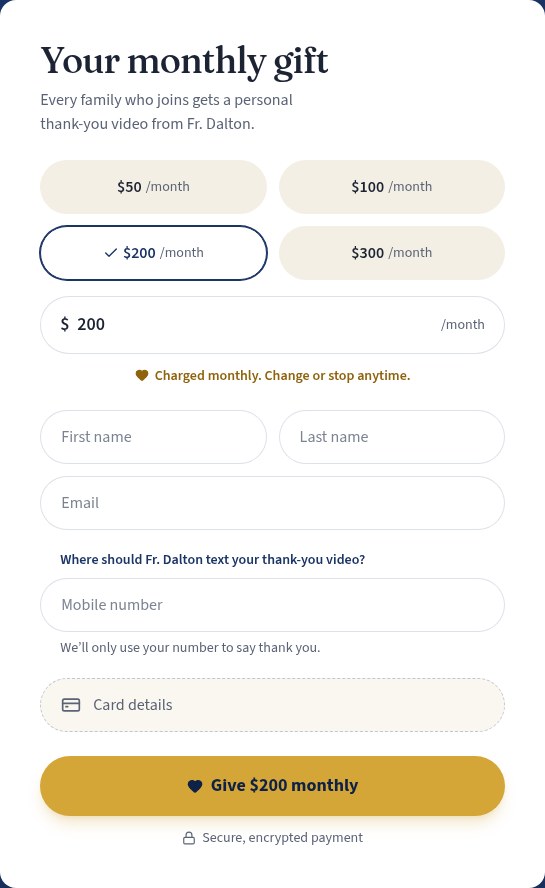 Your monthly gift
Every family who joins gets a personal
thank-you video from Fr. Dalton.
$50 /month
$100 /month
$200 /month
$300 /month
$ 200 /month
Charged monthly. Change or stop anytime.
First name
Last name
Email
Where should Fr. Dalton text your thank-you video?
Mobile number
We’ll only use your number to say thank you.
Card details
Give $200 monthly
Secure, encrypted payment